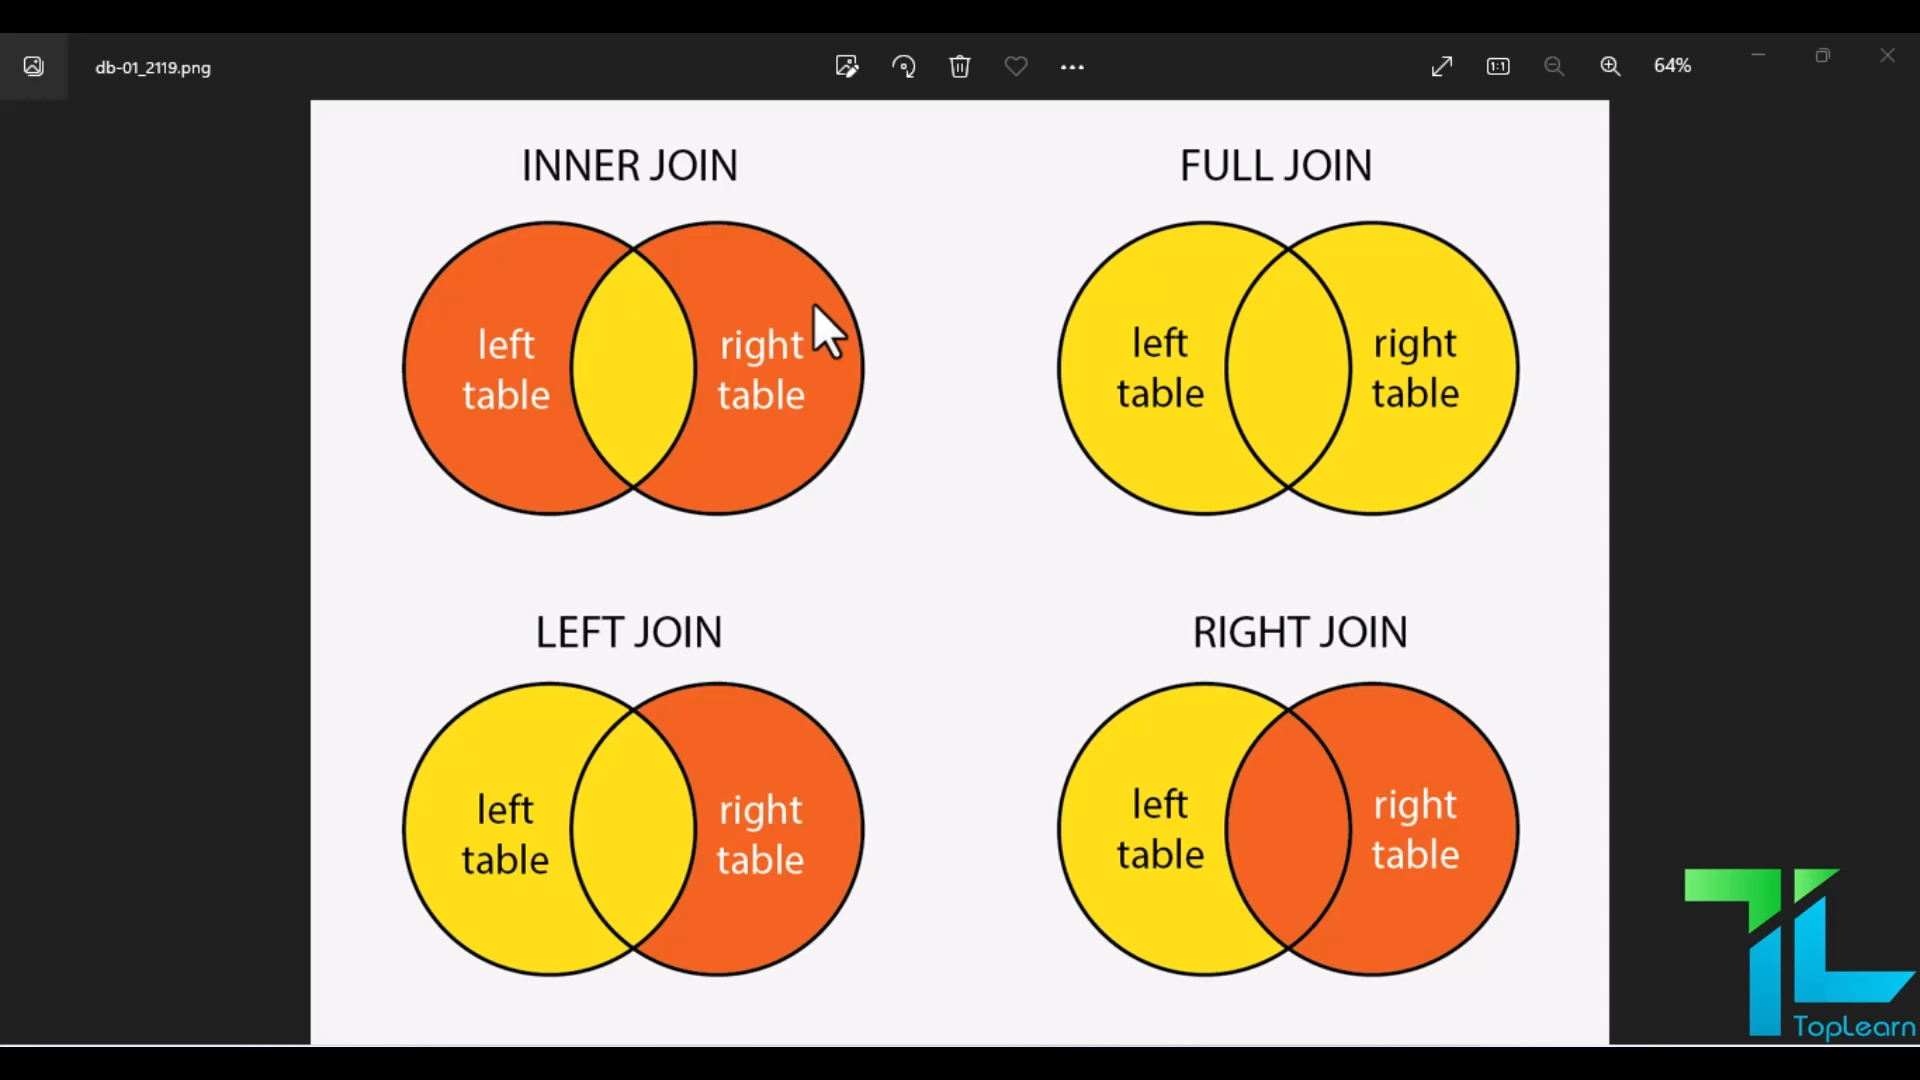 db-01_2119.png
64%
INNER JOIN
FULL JOIN
left
table
right
table
left
table
right
table
LEFT JOIN
RIGHT JOIN
left
table
right
table
left
table
right
table
TL
TopLearn